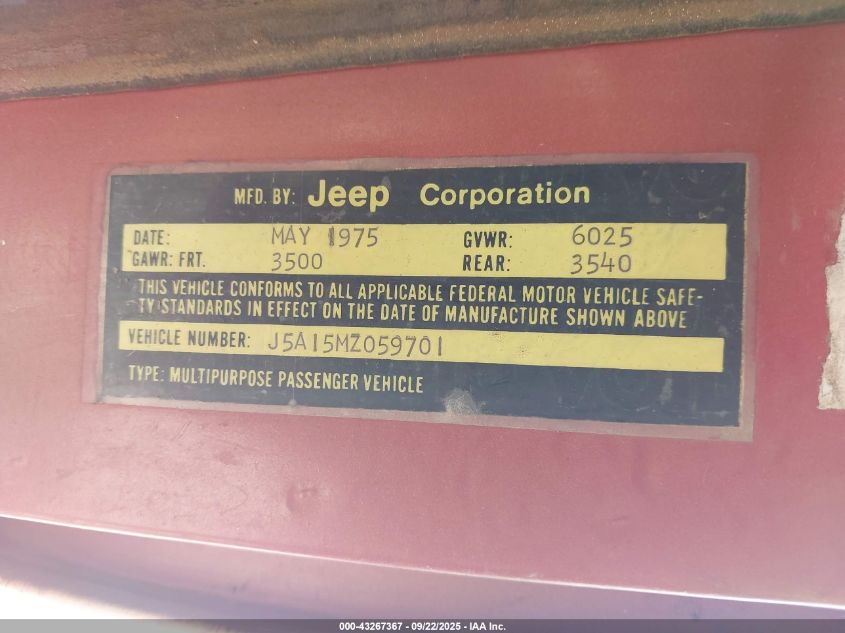 MFD. BY: Jeep Corporation
DATE: MAY 1975 GVWR: 6025
GAWR: FRT. 3500 REAR: 3540
THIS VEHICLE CONFORMS TO ALL APPLICABLE FEDERAL MOTOR VEHICLE SAFE-
TY STANDARDS IN EFFECT ON THE DATE OF MANUFACTURE SHOWN ABOVE
VEHICLE NUMBER: J5A15MZ059701
TYPE: MULTIPURPOSE PASSENGER VEHICLE
000-43267367 - 09/22/2025 - IAA Inc.